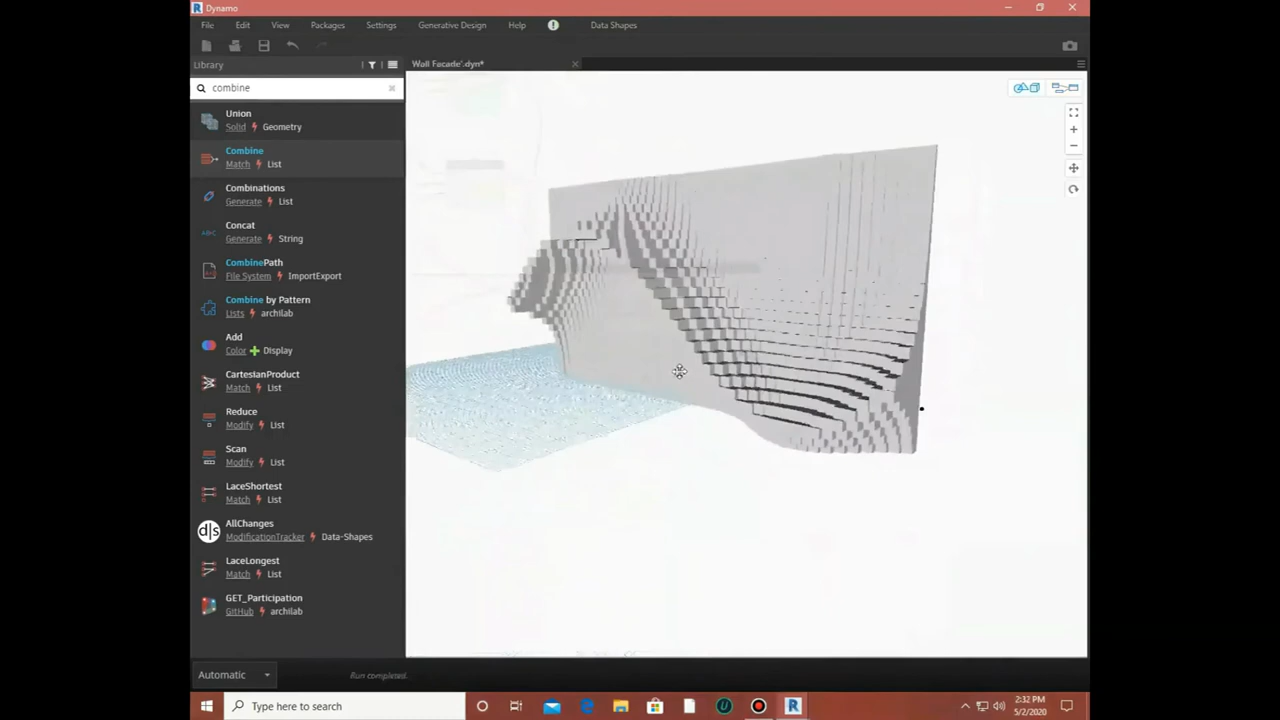 Dynamo
File Edit View Packages Settings Generative Design Help Data Shapes
Library
Wall Facade'.dyn*
combine
Union
Solid Geometry
Combine
Match List
Combinations
Generate List
Concat
Generate String
CombinePath
File System ImportExport
Combine by Pattern
Lists archilab
Add
Color Display
CartesianProduct
Match List
Reduce
Modify List
Scan
Modify List
LaceShortest
Match List
AllChanges
ModificationTracker Data-Shapes
LaceLongest
Match List
GET_Participation
GitHub archilab
Automatic
Run completed.
Type here to search
2:32 PM
5/2/2020